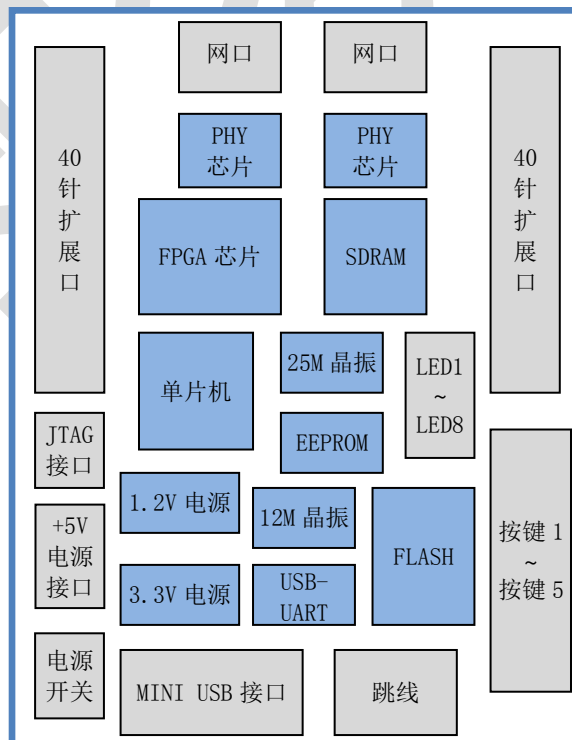 网口
网口
40
针
扩
展
口
PHY
芯片
PHY
芯片
40
针
扩
展
口
FPGA 芯片
SDRAM
单片机
25M 晶振
LED1
~
LED8
EEPROM
JTAG
接口
1.2V 电源
12M 晶振
FLASH
按键 1
~
按键 5
+5V
电源
接口
3.3V 电源
USB-
UART
电源
开关
MINI USB 接口
跳线